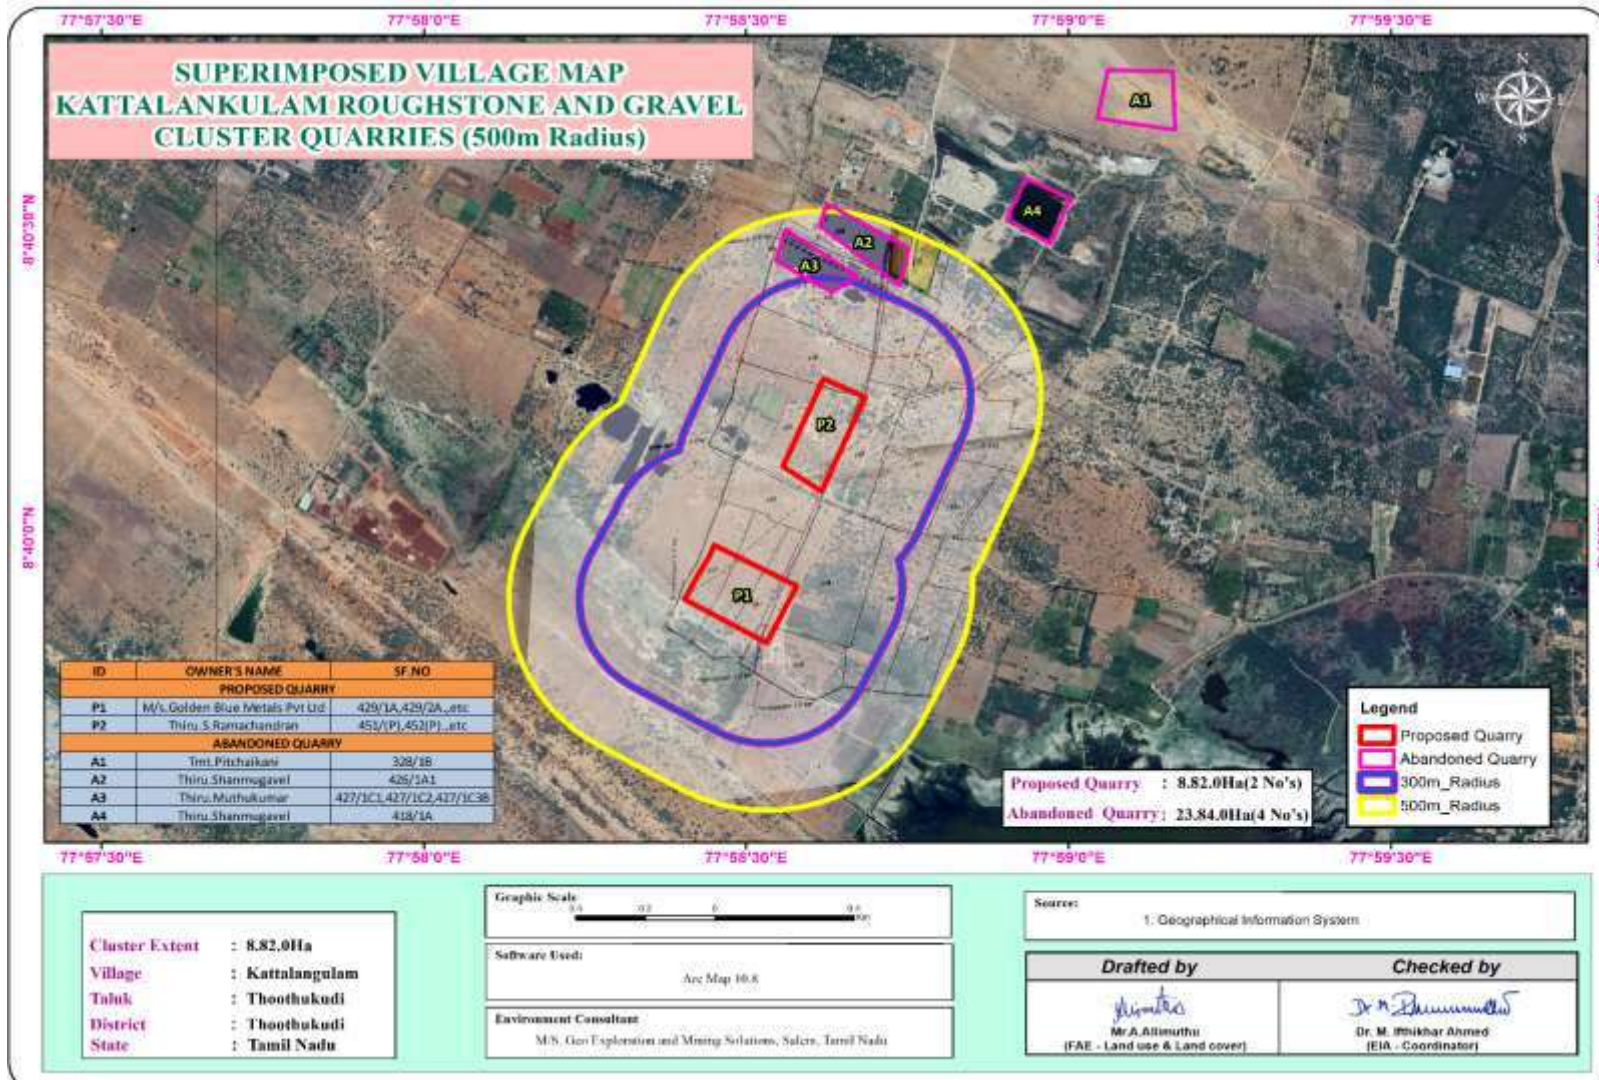 77°57'30"E 77°58'0"E 77°58'30"E 77°59'0"E 77°59'30"E
SUPERIMPOSED VILLAGE MAP
KATTALANKULAM ROUGHSTONE AND GRAVEL
CLUSTER QUARRIES (500m Radius)
N
S
A1
A4
A2
A3
P2
P1
8°40'30"N
8°40'0"N
ID OWNER'S NAME SF.NO
PROPOSED QUARRY
P1 M/s.Golden Blue Metals Pvt Ltd 429/1A,429/2A.,etc
P2 Thiru.S.Ramachandran 451/(P),452(P).,etc
ABANDONED QUARRY
A1 Tmt.Pitchaikani 328/1B
A2 Thiru.Shanmugavel 426/1A1
A3 Thiru.Muthukumar 427/1C1,427/1C2,427/1C3B
A4 Thiru.Shanmugavel 418/1A
Proposed Quarry : 8.82.0Ha(2 No's)
Abandoned Quarry : 23.84.0Ha(4 No's)
Legend
Proposed Quarry
Abandoned Quarry
300m_Radius
500m_Radius
77°57'30"E 77°58'0"E 77°58'30"E 77°59'0"E 77°59'30"E
Cluster Extent : 8.82.0Ha
Village : Kattalangulam
Taluk : Thoothukudi
District : Thoothukudi
State : Tamil Nadu
Graphic Scale
0.4 0.2 0 0.4
Km
Software Used:
Arc Map 10.8
Environment Consultant
M/S. Geo Exploration and Mining Solutions, Salem, Tamil Nadu
Source:
1. Geographical Information System
Drafted by Checked by
Mr.A.Allimuthu
(FAE - Land use & Land cover)
Dr. M. Ifthikhar Ahmed
(EIA - Coordinator)